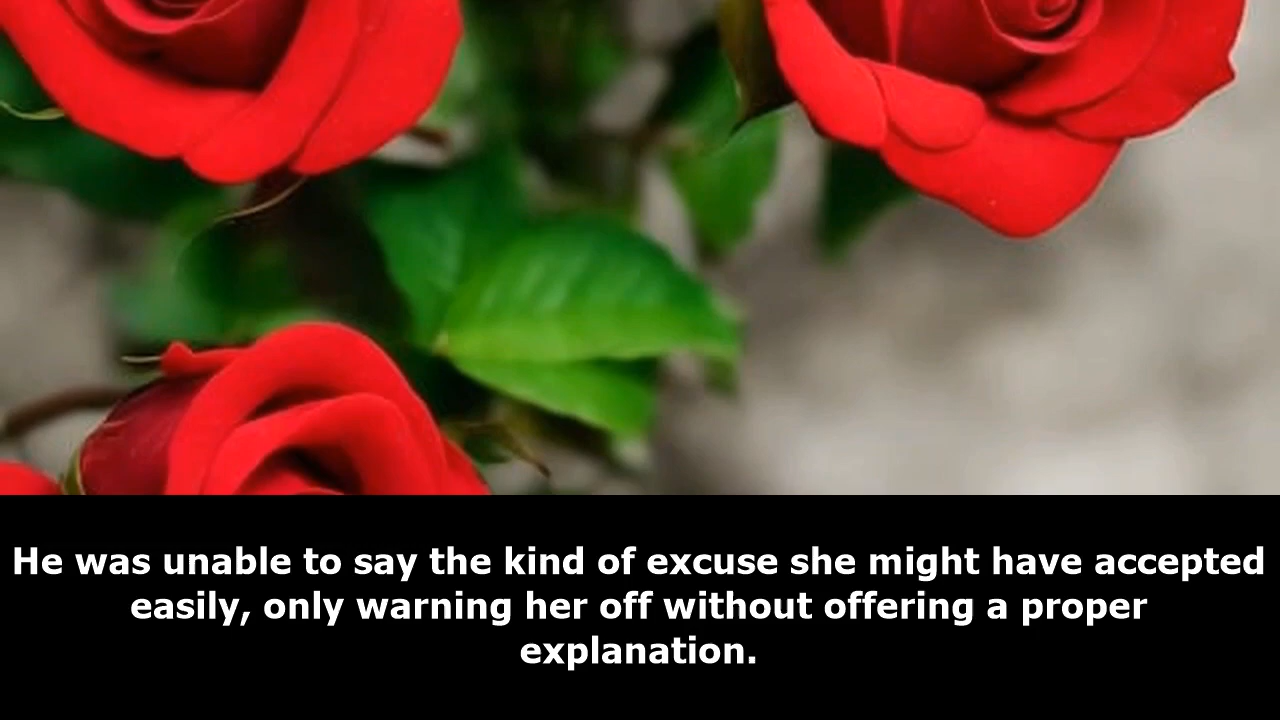 He was unable to say the kind of excuse she might have accepted
easily, only warning her off without offering a proper
explanation.